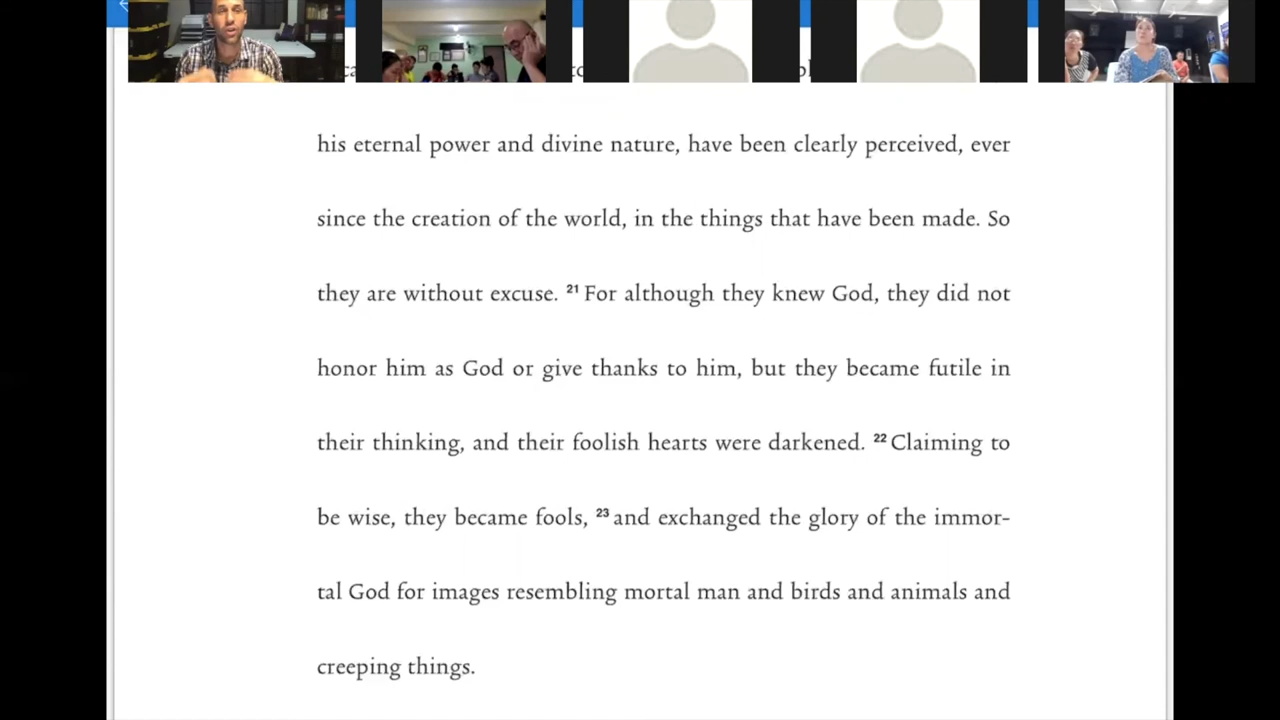 his eternal power and divine nature, have been clearly perceived, ever
since the creation of the world, in the things that have been made. So
they are without excuse. 21 For although they knew God, they did not
honor him as God or give thanks to him, but they became futile in
their thinking, and their foolish hearts were darkened. 22 Claiming to
be wise, they became fools, 23 and exchanged the glory of the immor-
tal God for images resembling mortal man and birds and animals and
creeping things.